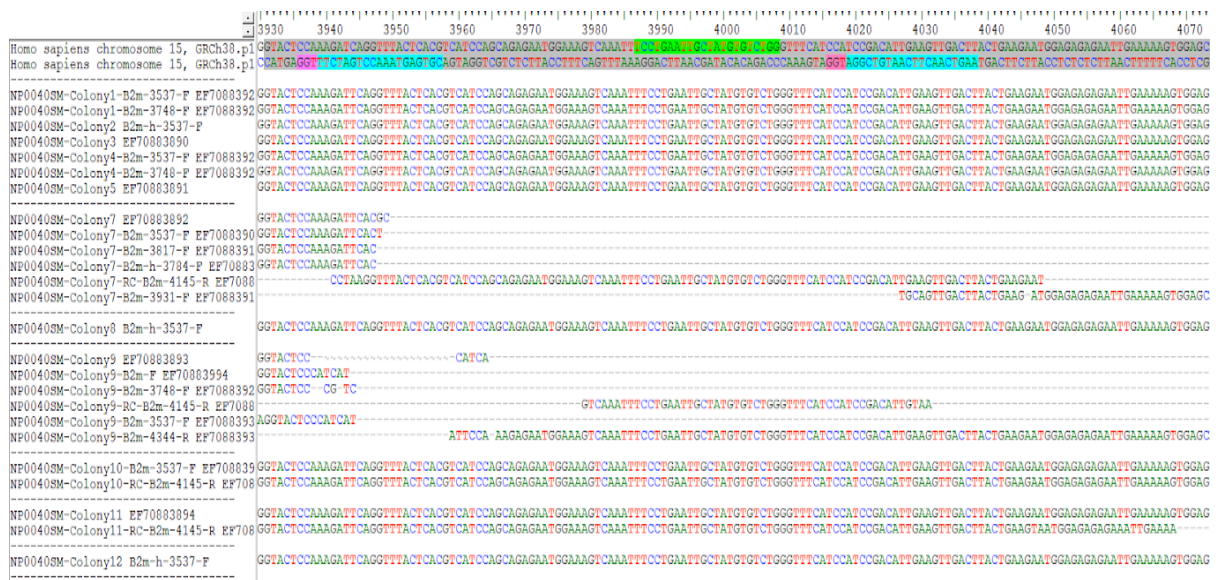 3930 3940 3950 3960 3970 3980 3990 4000 4010 4020 4030 4040 4050 4060 4070
Homo sapiens chromosome 15, GRCh38.p1 GGTACTCCAAAGATCAGGTTTACTCACGTCATCCAGCAGAGAATGGAAAGTCAAATTTCCTGAATTGCTATGTGTCTGGGTTTCATCCATCCGACATTGAAGTTGACTTACTGAAGAATGGAGAGAGAATTGAAAAAGTGGAGC
Homo sapiens chromosome 15, GRCh38.p1 CCATGAGGTTTCTAGTCCAAATGAGTGCAGTAGGTCGTCTCTTACCTTTCAGTTTAAAGGACTTAACGATACACAGACCCAAAGTAGGTAGGCTGTAACTTCAACTGAATGACTTCTTACCTCTCTCTTAACTTTTTCACCTCG
NP0040SM-Colony1-B2m-3537-F EF7088392 GGTACTCCAAAGATTCAGGTTTACTCACGTCATCCAGCAGAGAATGGAAAGTCAAATTTCCTGAATTGCTATGTGTCTGGGTTTCATCCATCCGACATTGAAGTTGACTTACTGAAGAATGGAGAGAGAATTGAAAAAGTGGAG
NP0040SM-Colony1-B2m-3748-F EF7088392 GGTACTCCAAAGATTCAGGTTTACTCACGTCATCCAGCAGAGAATGGAAAGTCAAATTTCCTGAATTGCTATGTGTCTGGGTTTCATCCATCCGACATTGAAGTTGACTTACTGAAGAATGGAGAGAGAATTGAAAAAGTGGAG
NP0040SM-Colony2 B2m-h-3537-F GGTACTCCAAAGATTCAGGTTTACTCACGTCATCCAGCAGAGAATGGAAAGTCAAATTTCCTGAATTGCTATGTGTCTGGGTTTCATCCATCCGACATTGAAGTTGACTTACTGAAGAATGGAGAGAGAATTGAAAAAGTGGAG
NP0040SM-Colony3 EF70883890 GGTACTCCAAAGATTCAGGTTTACTCACGTCATCCAGCAGAGAATGGAAAGTCAAATTTCCTGAATTGCTATGTGTCTGGGTTTCATCCATCCGACATTGAAGTTGACTTACTGAAGAATGGAGAGAGAATTGAAAAAGTGGAG
NP0040SM-Colony4-B2m-3537-F EF7088392 GGTACTCCAAAGATTCAGGTTTACTCACGTCATCCAGCAGAGAATGGAAAGTCAAATTTCCTGAATTGCTATGTGTCTGGGTTTCATCCATCCGACATTGAAGTTGACTTACTGAAGAATGGAGAGAGAATTGAAAAAGTGGAG
NP0040SM-Colony4-B2m-3748-F EF7088392 GGTACTCCAAAGATTCAGGTTTACTCACGTCATCCAGCAGAGAATGGAAAGTCAAATTTCCTGAATTGCTATGTGTCTGGGTTTCATCCATCCGACATTGAAGTTGACTTACTGAAGAATGGAGAGAGAATTGAAAAAGTGGAG
NP0040SM-Colony5 EF70883891 GGTACTCCAAAGATTCAGGTTTACTCACGTCATCCAGCAGAGAATGGAAAGTCAAATTTCCTGAATTGCTATGTGTCTGGGTTTCATCCATCCGACATTGAAGTTGACTTACTGAAGAATGGAGAGAGAATTGAAAAAGTGGAG
NP0040SM-Colony7 EF70883892 GGTACTCCAAAGATTCACGC
NP0040SM-Colony7-B2m-3537-F EF7088390 GGTACTCCAAAGATTCACT
NP0040SM-Colony7-B2m-3817-F EF7088391 GGTACTCCAAAGATTCAC
NP0040SM-Colony7-B2m-h-3784-F EF70883 GGTACTCCAAAGATTCAC
NP0040SM-Colony7-RC-B2m-4145-R EF7088 CCTAAGGTTTACTCACGTCATCCAGCAGAGAATGGAAAGTCAAATTTCCTGAATTGCTATGTGTCTGGGTTTCATCCATCCGACATTGAAGTTGACTTACTGAAGAAT
NP0040SM-Colony7-B2m-3931-F EF7088391 TGCAGTTGACTTACTGAAG-ATGGAGAGAGAATTGAAAAAGTGGAGC
NP0040SM-Colony8 B2m-h-3537-F GGTACTCCAAAGATTCAGGTTTACTCACGTCATCCAGCAGAGAATGGAAAGTCAAATTTCCTGAATTGCTATGTGTCTGGGTTTCATCCATCCGACATTGAAGTTGACTTACTGAAGAATGGAGAGAGAATTGAAAAAGTGGAG
NP0040SM-Colony9 EF70883893 GGTACTCC--~~~~~~~~~~~~~~~~~~CATCA
NP0040SM-Colony9-B2m-F EF70883994 GGTACTCCCATCAT
NP0040SM-Colony9-B2m-3748-F EF7088392 GGTACTCC--CG-TC
NP0040SM-Colony9-RC-B2m-4145-R EF7088 GTCAAATTTCCTGAATTGCTATGTGTCTGGGTTTCATCCATCCGACATTGTAA
NP0040SM-Colony9-B2m-3537-F EF7088393 AGGTACTCCCATCAT
NP0040SM-Colony9-B2m-4344-R EF7088393 ATTCCA-AAGAGAATGGAAAGTCAAATTTCCTGAATTGCTATGTGTCTGGGTTTCATCCATCCGACATTGAAGTTGACTTACTGAAGAATGGAGAGAGAATTGAAAAAGTGGAGC
NP0040SM-Colony10-B2m-3537-F EF708839 GGTACTCCAAAGATTCAGGTTTACTCACGTCATCCAGCAGAGAATGGAAAGTCAAATTTCCTGAATTGCTATGTGTCTGGGTTTCATCCATCCGACATTGAAGTTGACTTACTGAAGAATGGAGAGAGAATTGAAAAAGTGGAG
NP0040SM-Colony10-RC-B2m-4145-R EF708 GGTACTCCAAAGATTCAGGTTTACTCACGTCATCCAGCAGAGAATGGAAAGTCAAATTTCCTGAATTGCTATGTGTCTGGGTTTCATCCATCCGACATTGAAGTTGACTTACTGAAGAATGGAGAGAGAATTGAAAAAGTGGAG
NP0040SM-Colony11 EF70883894 GGTACTCCAAAGATTCAGGTTTACTCACGTCATCCAGCAGAGAATGGAAAGTCAAATTTCCTGAATTGCTATGTGTCTGGGTTTCATCCATCCGACATTGAAGTTGACTTACTGAAGAATGGAGAGAGAATTGAAAAAGTGGAG
NP0040SM-Colony11-RC-B2m-4145-R EF708 GGTACTCCAAAGATTCAGGTTTACTCACGTCATCCAGCAGAGAATGGAAAGTCAAATTTCCTGAATTGCTATGTGTCTGGGTTTCATCCATCCGACATTGAAGTTGACTTACTGAAGTAATGGAGAGAGAAATTGAAAA
NP0040SM-Colony12 B2m-h-3537-F GGTACTCCAAAGATTCAGGTTTACTCACGTCATCCAGCAGAGAATGGAAAGTCAAATTTCCTGAATTGCTATGTGTCTGGGTTTCATCCATCCGACATTGAAGTTGACTTACTGAAGAATGGAGAGAGAATTGAAAAAGTGGAG